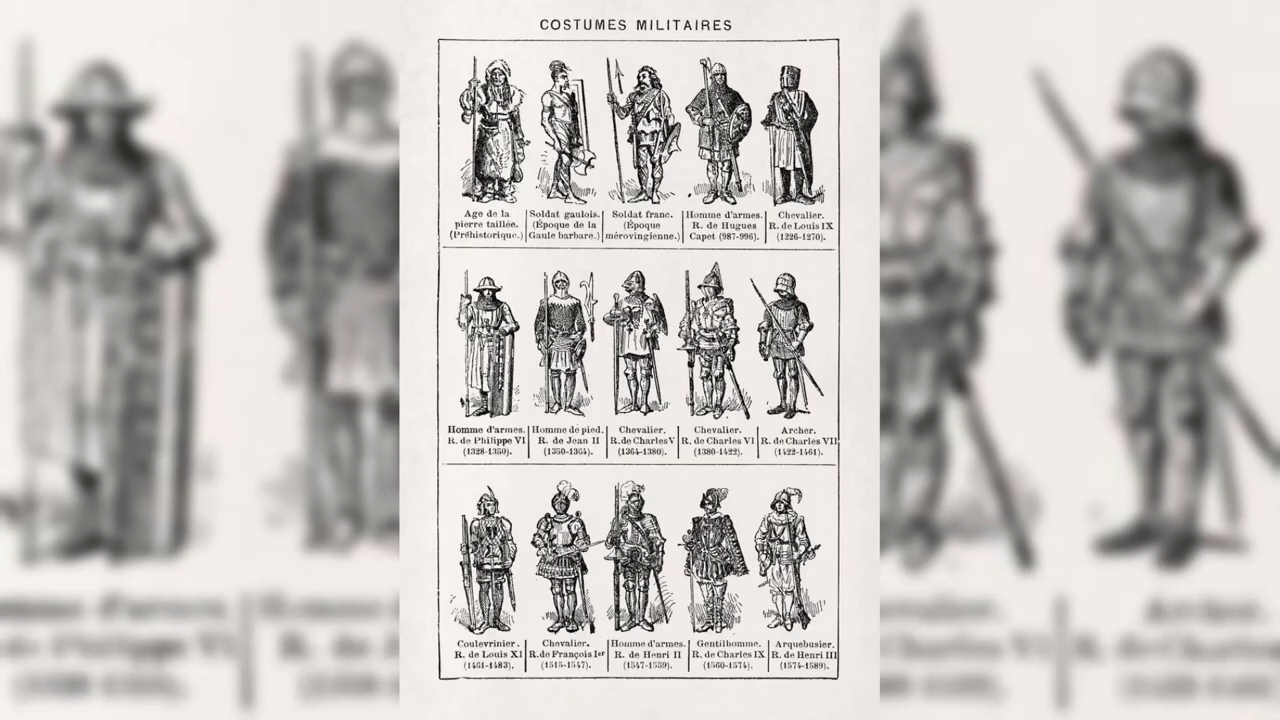 COSTUMES MILITAIRES
Age de la
pierre taillée.
(Préhistorique.)
Soldat gaulois.
(Époque de la
Gaule barbare.)
Soldat franc.
(Époque
mérovingienne.)
Homme d'armes.
R. de Hugues
Capet (987-996).
Chevalier.
R. de Louis IX
(1226-1270).
Homme d'armes.
R. de Philippe VI
(1328-1350).
Homme de pied.
R. de Jean II
(1350-1364).
Chevalier.
R. de Charles V
(1364-1380).
Chevalier.
R. de Charles VI
(1380-1422).
Archer.
R. de Charles VII
(1422-1461).
Coulevrinier.
R. de Louis XI
(1461-1483).
Chevalier.
R. de François Ier
(1515-1547).
Homme d'armes.
R. de Henri II
(1547-1559).
Gentilhomme.
R. de Charles IX
(1560-1574).
Arquebusier.
R. de Henri III
(1574-1589).